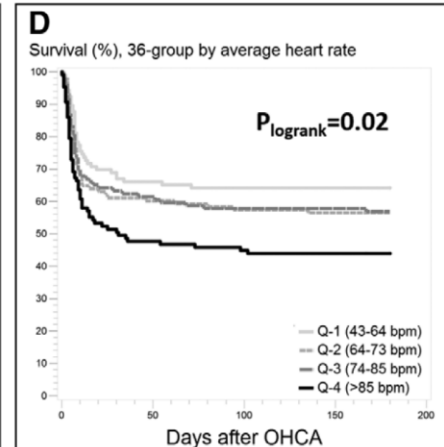 D
Survival (%), 36-group by average heart rate
100
90
80
70
60
50
40
30
20
10
0
P logrank=0.02
Q-1 (43-64 bpm)
Q-2 (64-73 bpm)
Q-3 (74-85 bpm)
Q-4 (>85 bpm)
0 50 100 150 200
Days after OHCA